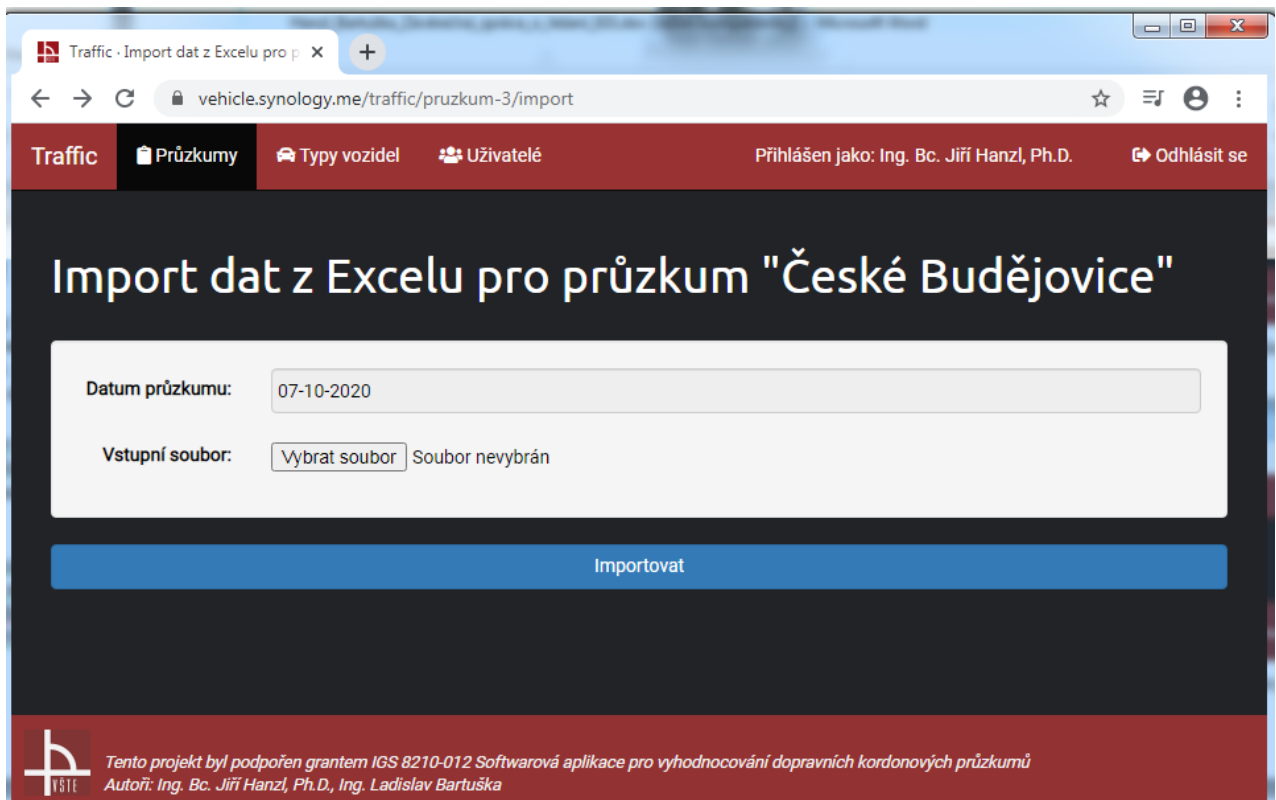 Traffic · Import dat z Excelu pro p
vehicle.synology.me/traffic/pruzkum-3/import
Traffic Průzkumy Typy vozidel Uživatelé Přihlášen jako: Ing. Bc. Jiří Hanzl, Ph.D. Odhlásit se
Import dat z Excelu pro průzkum "České Budějovice"
Datum průzkumu: 07-10-2020
Vstupní soubor: Vybrat soubor Soubor nevybrán
Importovat
Tento projekt byl podpořen grantem IGS 8210-012 Softwarová aplikace pro vyhodnocování dopravních kordonových průzkumů
VŠTE Autoři: Ing. Bc. Jiří Hanzl, Ph.D., Ing. Ladislav Bartuška